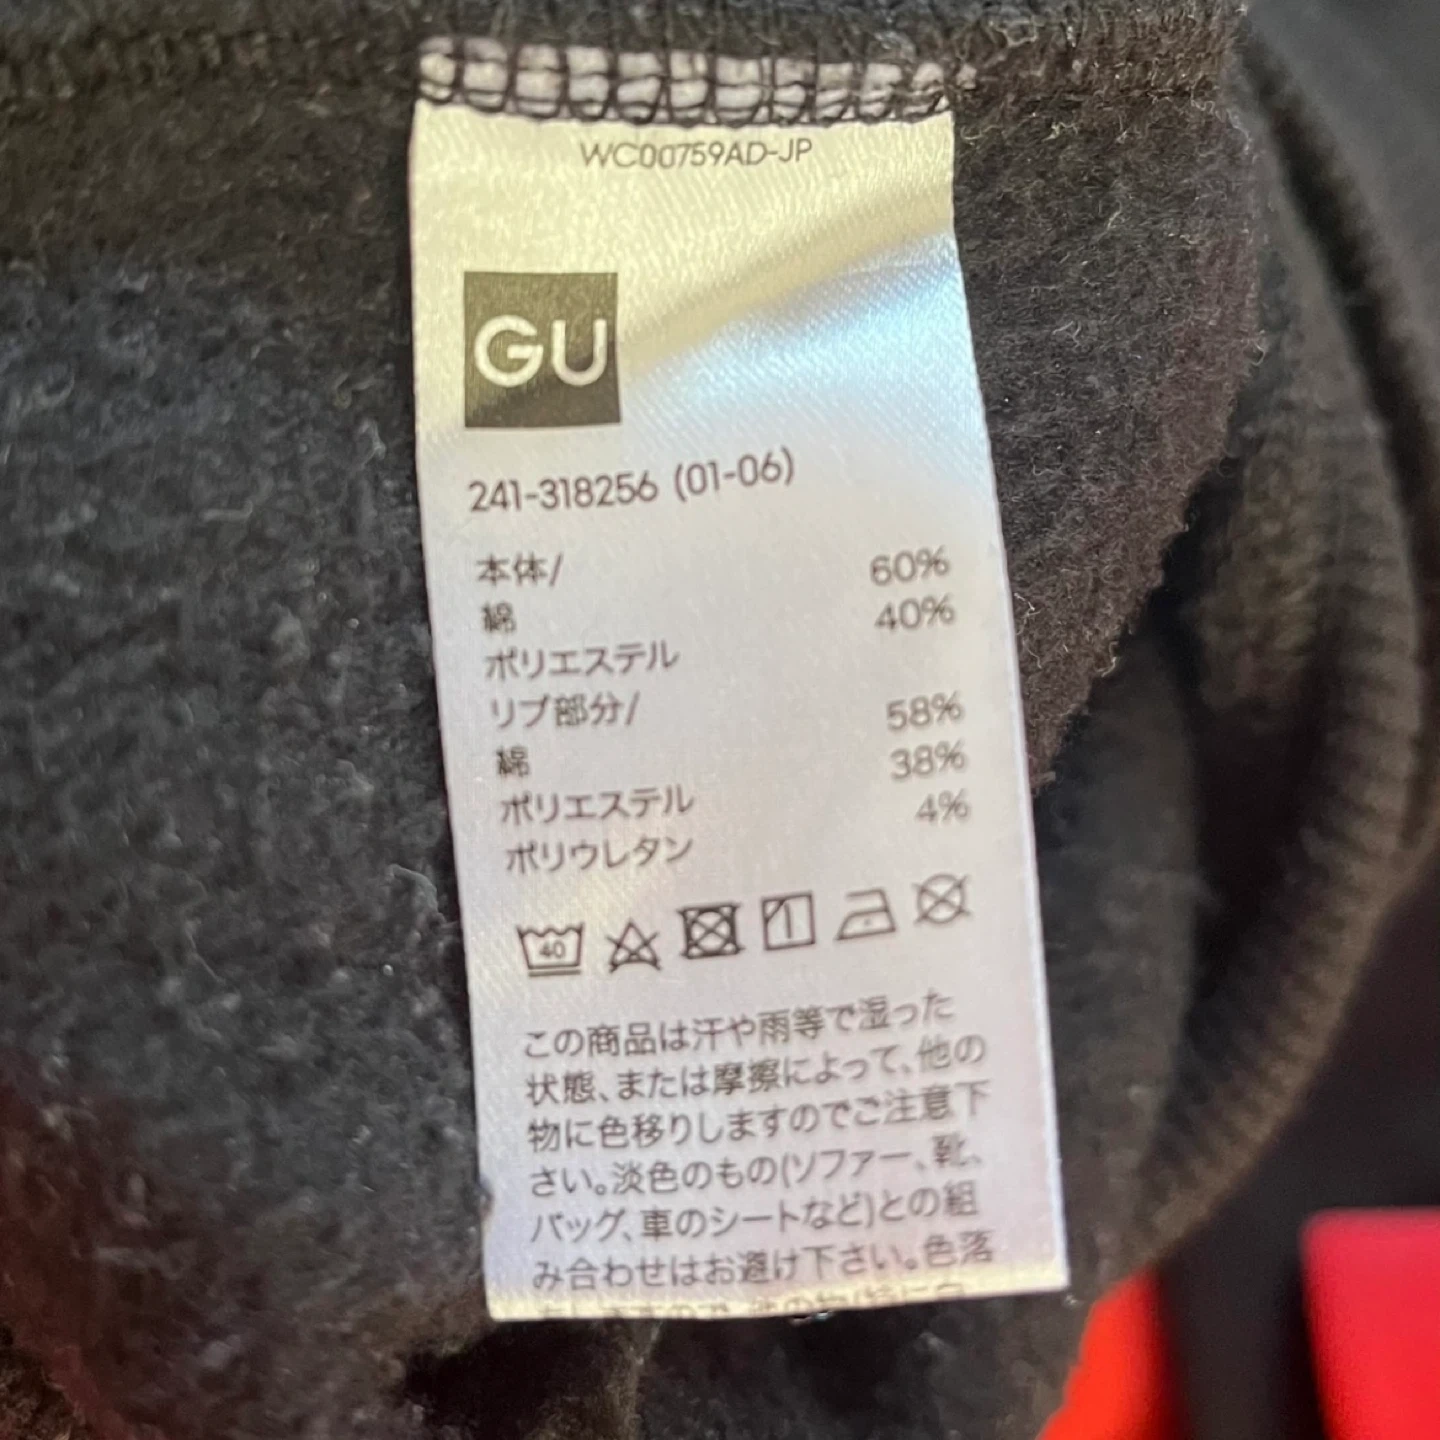 WC00759AD-JP
GU
241-318256 (01-06)
本体/ 60%
綿 40%
ポリエステル
リブ部分/ 58%
綿 38%
ポリエステル 4%
ポリウレタン
40
この商品は汗や雨等で湿った
状態、または摩擦によって、他の
物に色移りしますのでご注意下
さい。淡色のもの(ソファー、靴、
バッグ、車のシートなど)との組
み合わせはお避け下さい。色落